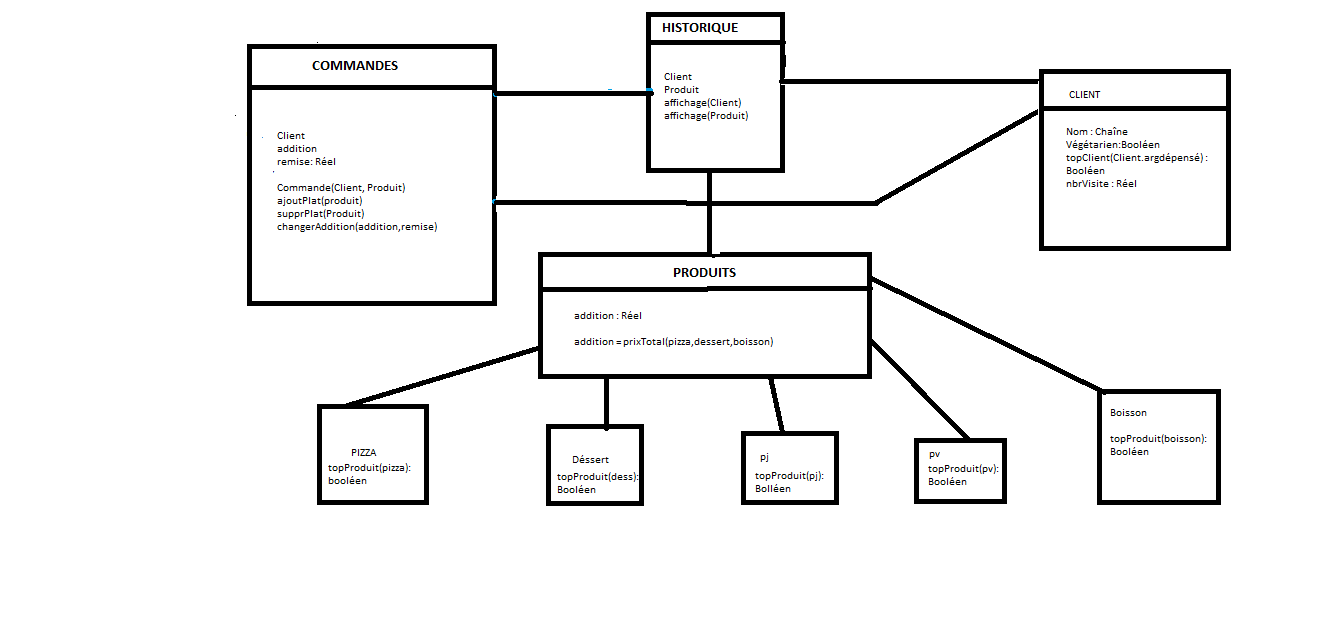 HISTORIQUE
Client
Produit
affichage(Client)
affichage(Produit)
COMMANDES
Client
addition
remise: Réel
Commande(Client, Produit)
ajoutPlat(produit)
supprPlat(Produit)
changerAddition(addition,remise)
CLIENT
Nom : Chaîne
Végétarien:Booléen
topClient(Client.argdépensé) :
Booléen
nbrVisite : Réel
PRODUITS
addition : Réel
addition = prixTotal(pizza,dessert,boisson)
PIZZA
topProduit(pizza):
booléen
Déssert
topProduit(dess):
Booléen
pj
topProduit(pj):
Bolléen
pv
topProduit(pv):
Booléen
Boisson
topProduit(boisson):
Booléen